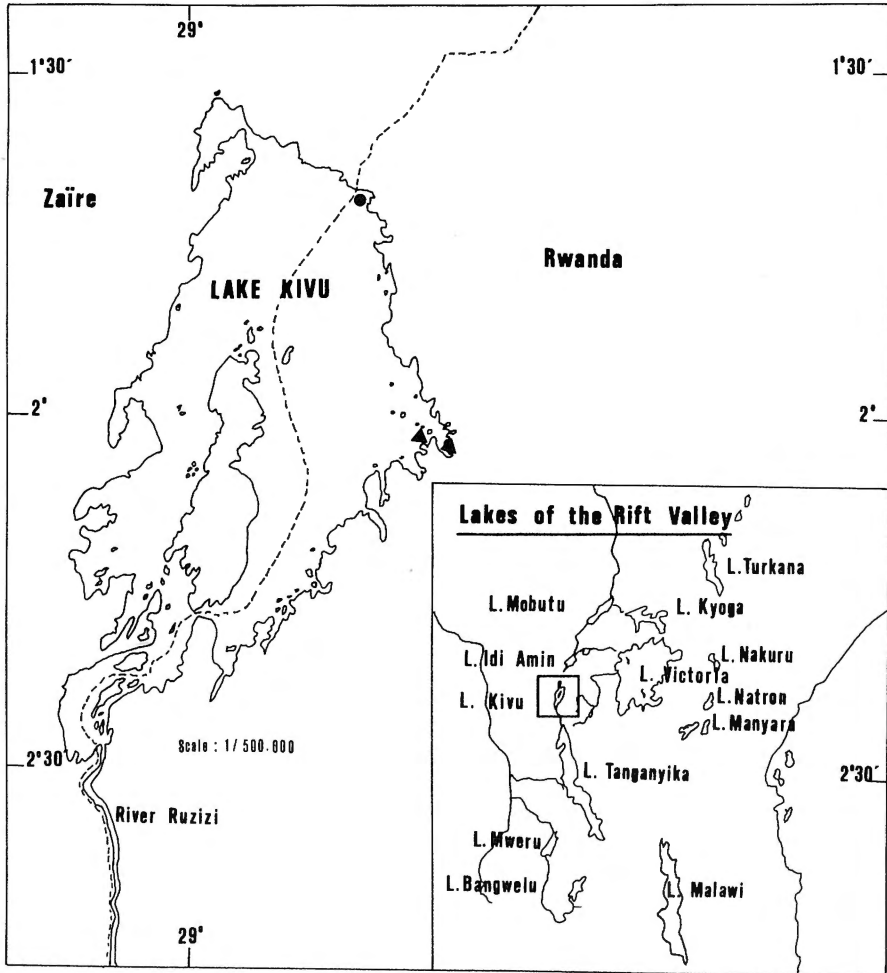 29°
1°30´
1°30´
Zaïre
Rwanda
LAKE KIVU
2°
2°
Lakes of the Rift Valley
L.Turkana
L.Mobutu
L. Kyoga
L.Idi Amin
L.Nakuru
L. Victoria
L. Kivu
L.Natron
L.Manyara
Scale : 1/500.000
2°30´
2°30´
L. Tanganyika
River Ruzizi
L.Mweru
L.Bangwelu
L. Malawi
29°